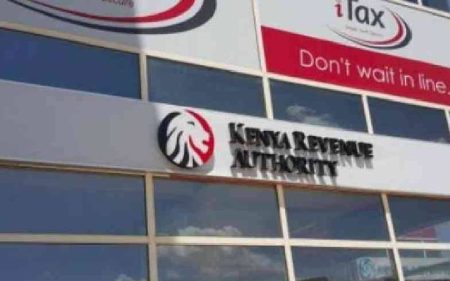 iTax
Don't wait in line.
KENYA REVENUE
AUTHORITY